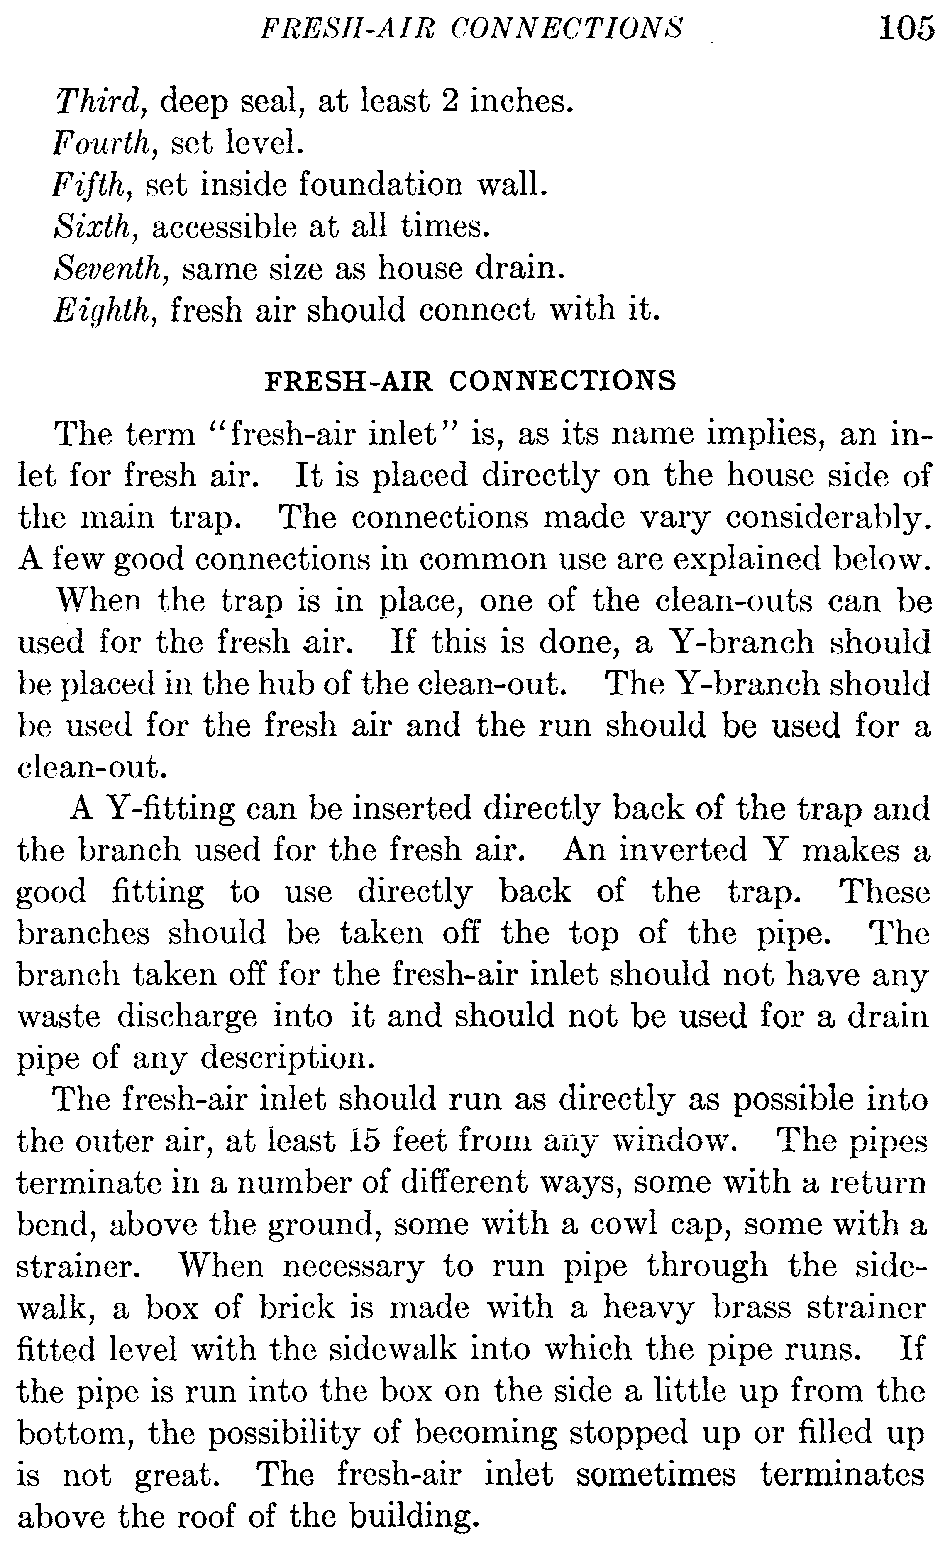 FRESH-AIR CONNECTIONS 105
Third, deep seal, at least 2 inches.
Fourth, set level.
Fifth, set inside foundation wall.
Sixth, accessible at all times.
Seventh, same size as house drain.
Eighth, fresh air should connect with it.
FRESH-AIR CONNECTIONS
The term "fresh-air inlet" is, as its name implies, an in-
let for fresh air. It is placed directly on the house side of
the main trap. The connections made vary considerably.
A few good connections in common use are explained below.
When the trap is in place, one of the clean-outs can be
used for the fresh air. If this is done, a Y-branch should
be placed in the hub of the clean-out. The Y-branch should
be used for the fresh air and the run should be used for a
clean-out.
A Y-fitting can be inserted directly back of the trap and
the branch used for the fresh air. An inverted Y makes a
good fitting to use directly back of the trap. These
branches should be taken off the top of the pipe. The
branch taken off for the fresh-air inlet should not have any
waste discharge into it and should not be used for a drain
pipe of any description.
The fresh-air inlet should run as directly as possible into
the outer air, at least 15 feet from any window. The pipes
terminate in a number of different ways, some with a return
bend, above the ground, some with a cowl cap, some with a
strainer. When necessary to run pipe through the side-
walk, a box of brick is made with a heavy brass strainer
fitted level with the sidewalk into which the pipe runs. If
the pipe is run into the box on the side a little up from the
bottom, the possibility of becoming stopped up or filled up
is not great. The fresh-air inlet sometimes terminates
above the roof of the building.